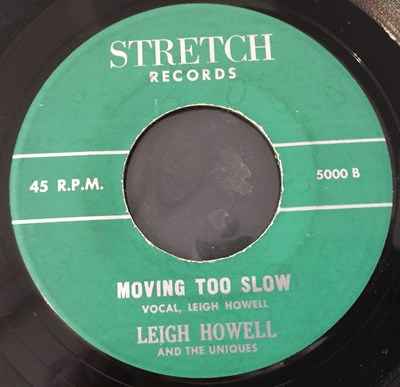 STRETCH
RECORDS
45 R.P.M.
5000 B
MOVING TOO SLOW
VOCAL, LEIGH HOWELL
LEIGH HOWELL
AND THE UNIQUES